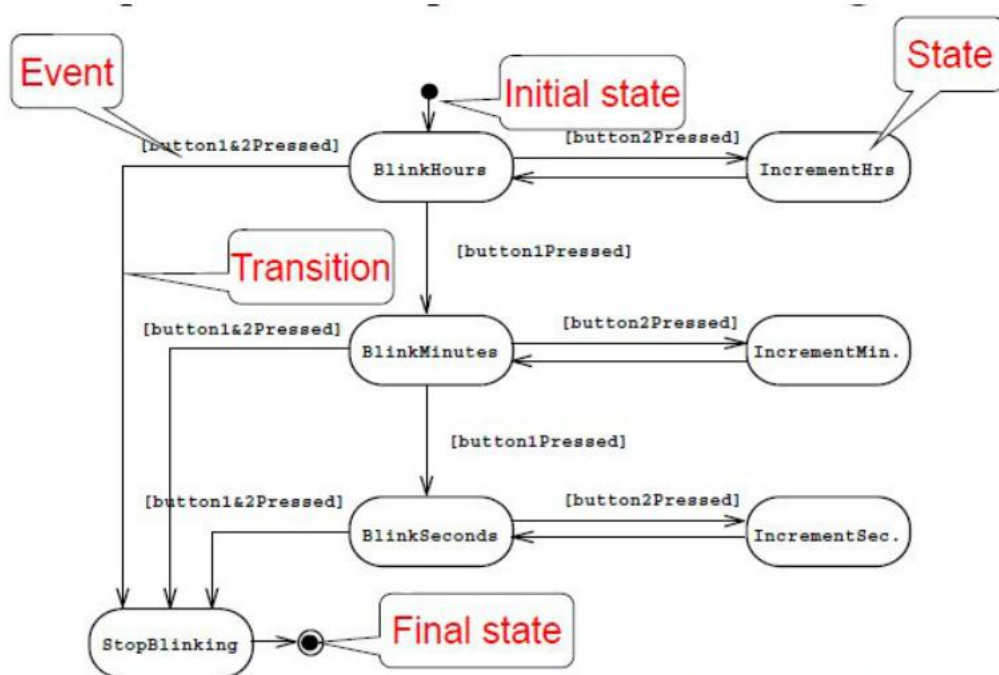 Event
Initial state
State
[button1&2Pressed]
BlinkHours
[button2Pressed]
IncrementHrs
[button1Pressed]
Transition
[button1&2Pressed]
BlinkMinutes
[button2Pressed]
IncrementMin.
[button1Pressed]
[button1&2Pressed]
BlinkSeconds
[button2Pressed]
IncrementSec.
StopBlinking
Final state